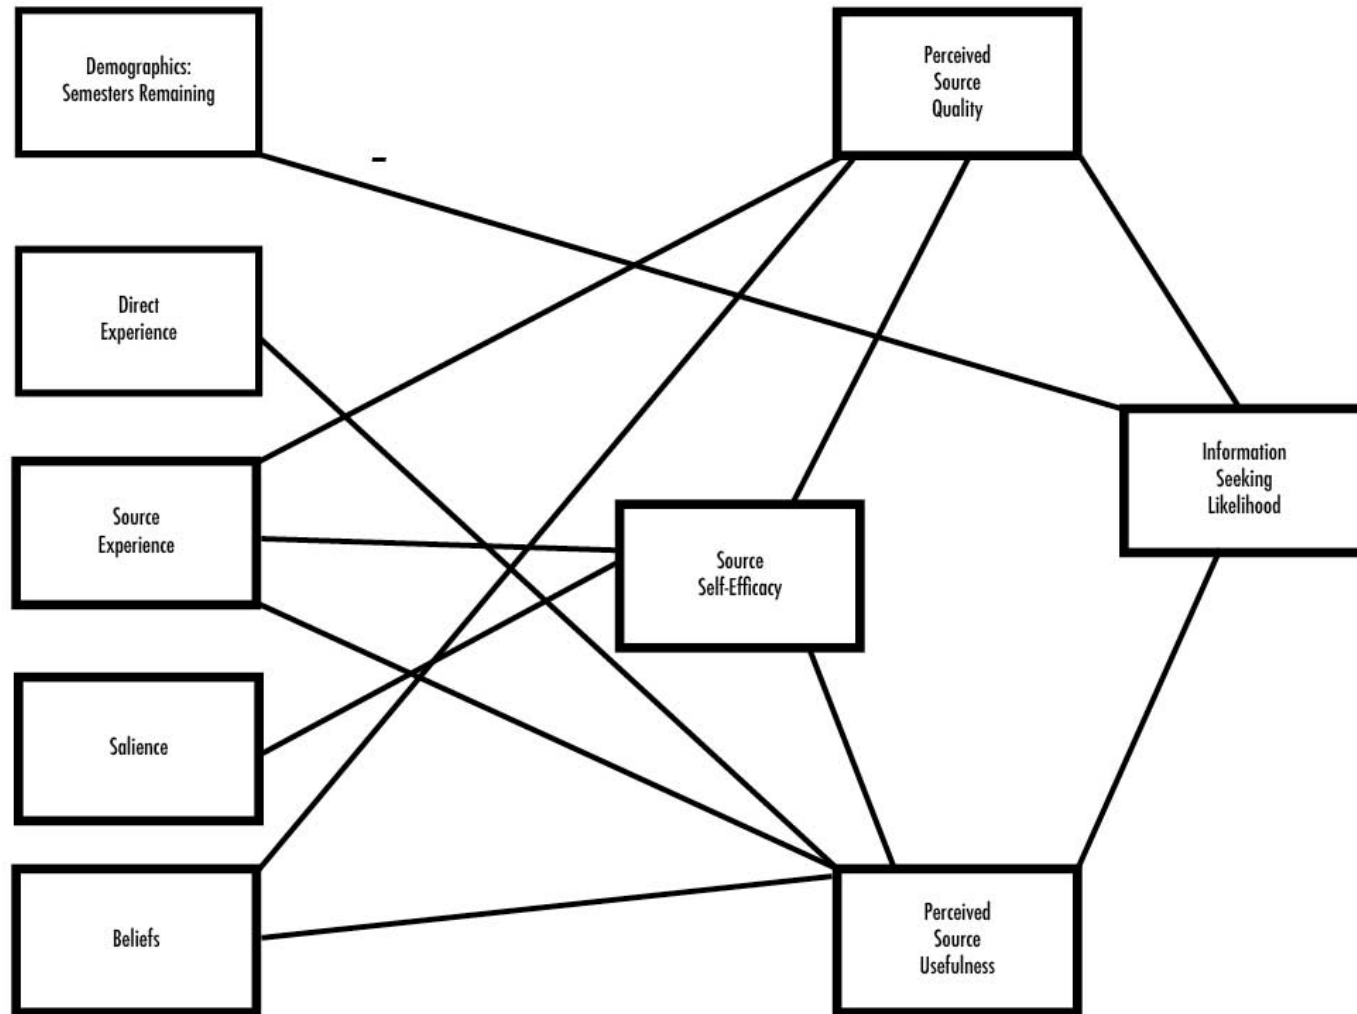 Demographics:
Semesters Remaining
-
Perceived
Source
Quality
Direct
Experience
Information
Seeking
Likelihood
Source
Experience
Source
Self-Efficacy
Salience
Beliefs
Perceived
Source
Usefulness